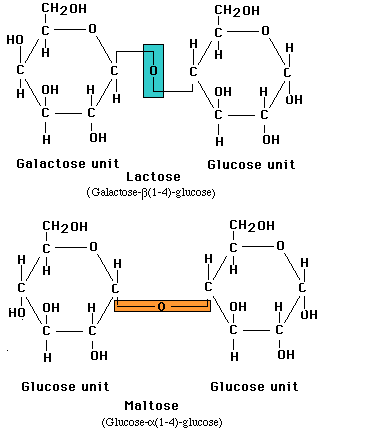 CH2OH CH2OH
C O C O
HO H H H
C C O C C
H OH H OH OH
C C H C C
H OH H OH
Galactose unit Glucose unit
Lactose
(Galactose-β(1-4)-glucose)
CH2OH CH2OH
C O C O
H H H H H H
C C O C C
HO OH H OH H OH
C C C C
H OH H OH
Glucose unit Glucose unit
Maltose
(Glucose-α(1-4)-glucose)